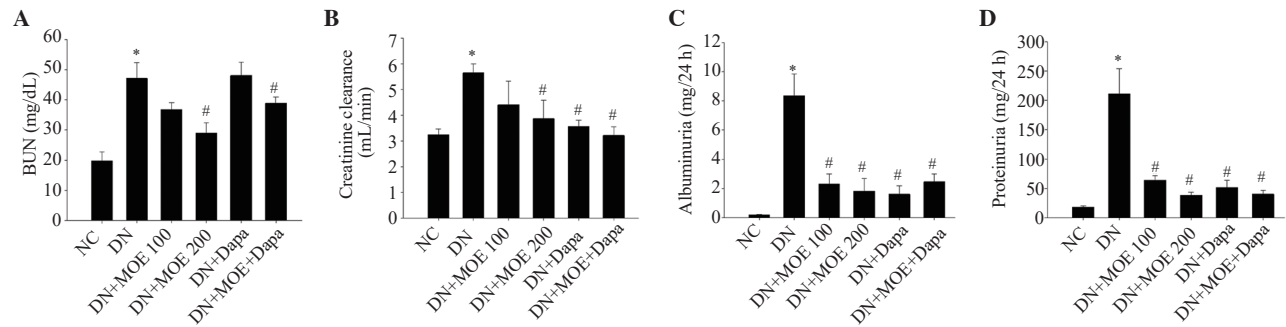 A
BUN (mg/dL)
60
50
40
30
20
10
0
*
#
#
NC
DN
DN+MOE 100
DN+MOE 200
DN+Dapa
DN+MOE+Dapa
B
Creatinine clearance
(mL/min)
7
6
5
4
3
2
1
0
*
#
#
#
NC
DN
DN+MOE 100
DN+MOE 200
DN+Dapa
DN+MOE+Dapa
C
Albuminuria (mg/24 h)
12
10
8
6
4
2
0
*
#
#
#
#
NC
DN
DN+MOE 100
DN+MOE 200
DN+Dapa
DN+MOE+Dapa
D
Proteinuria (mg/24 h)
300
250
200
150
100
50
0
*
#
#
#
#
NC
DN
DN+MOE 100
DN+MOE 200
DN+Dapa
DN+MOE+Dapa